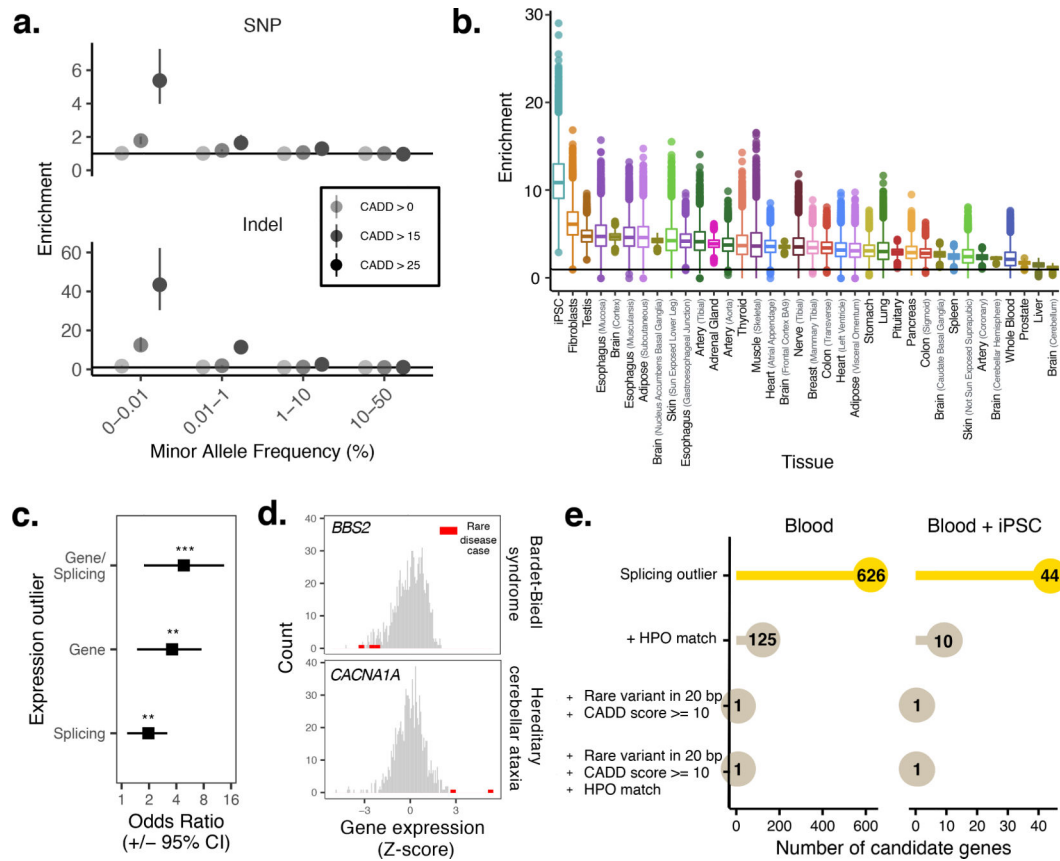 a.
SNP
6
4
2
0
Indel
60
40
20
0
Enrichment
CADD > 0
CADD > 15
CADD > 25
0−0.01
0.01−1
1−10
10−50
Minor Allele Frequency (%)
b.
Enrichment
30
20
10
0
iPSC
Fibroblasts
Testis
Esophagus (Mucosa)
Brain (Cortex)
Esophagus (Muscularis)
Adipose (Subcutaneous)
Brain (Nucleus Accumbens Basal Ganglia)
Skin (Sun Exposed Lower Leg)
Esophagus (Gastroesophageal Junction)
Artery (Tibial)
Adrenal Gland
Artery (Aorta)
Thyroid
Muscle (Skeletal)
Heart (Atrial Appendage)
Brain (Frontal Cortex BA9)
Nerve (Tibial)
Breast (Mammary Tibial)
Colon (Transverse)
Heart (Left Ventricle)
Adipose (Visceral Omentum)
Stomach
Lung
Pituitary
Pancreas
Colon (Sigmoid)
Brain (Caudate Basal Ganglia)
Spleen
Skin (Not Sun Exposed Suprapubic)
Artery (Coronary)
Brain (Cerebellar Hemisphere)
Whole Blood
Prostate
Liver
Brain (Cerebellum)
Tissue
c.
Expression outlier
Gene/
Splicing
Gene
Splicing
***
**
**
1 2 4 8 16
Odds Ratio
(+/− 95% CI)
d.
Count
40
30
20
10
0
BBS2
Rare
disease
case
Bardet-Biedl
syndrome
40
30
20
10
0
CACNA1A
Hereditary
cerebellar ataxia
−3 0 3
Gene expression
(Z-score)
e.
Blood
Blood + iPSC
Splicing outlier
626
44
+ HPO match
125
10
+ Rare variant in 20 bp
+ CADD score >= 10
1
1
+ Rare variant in 20 bp
+ CADD score >= 10
+ HPO match
1
1
0 200 400 600
0 10 20 30 40
Number of candidate genes